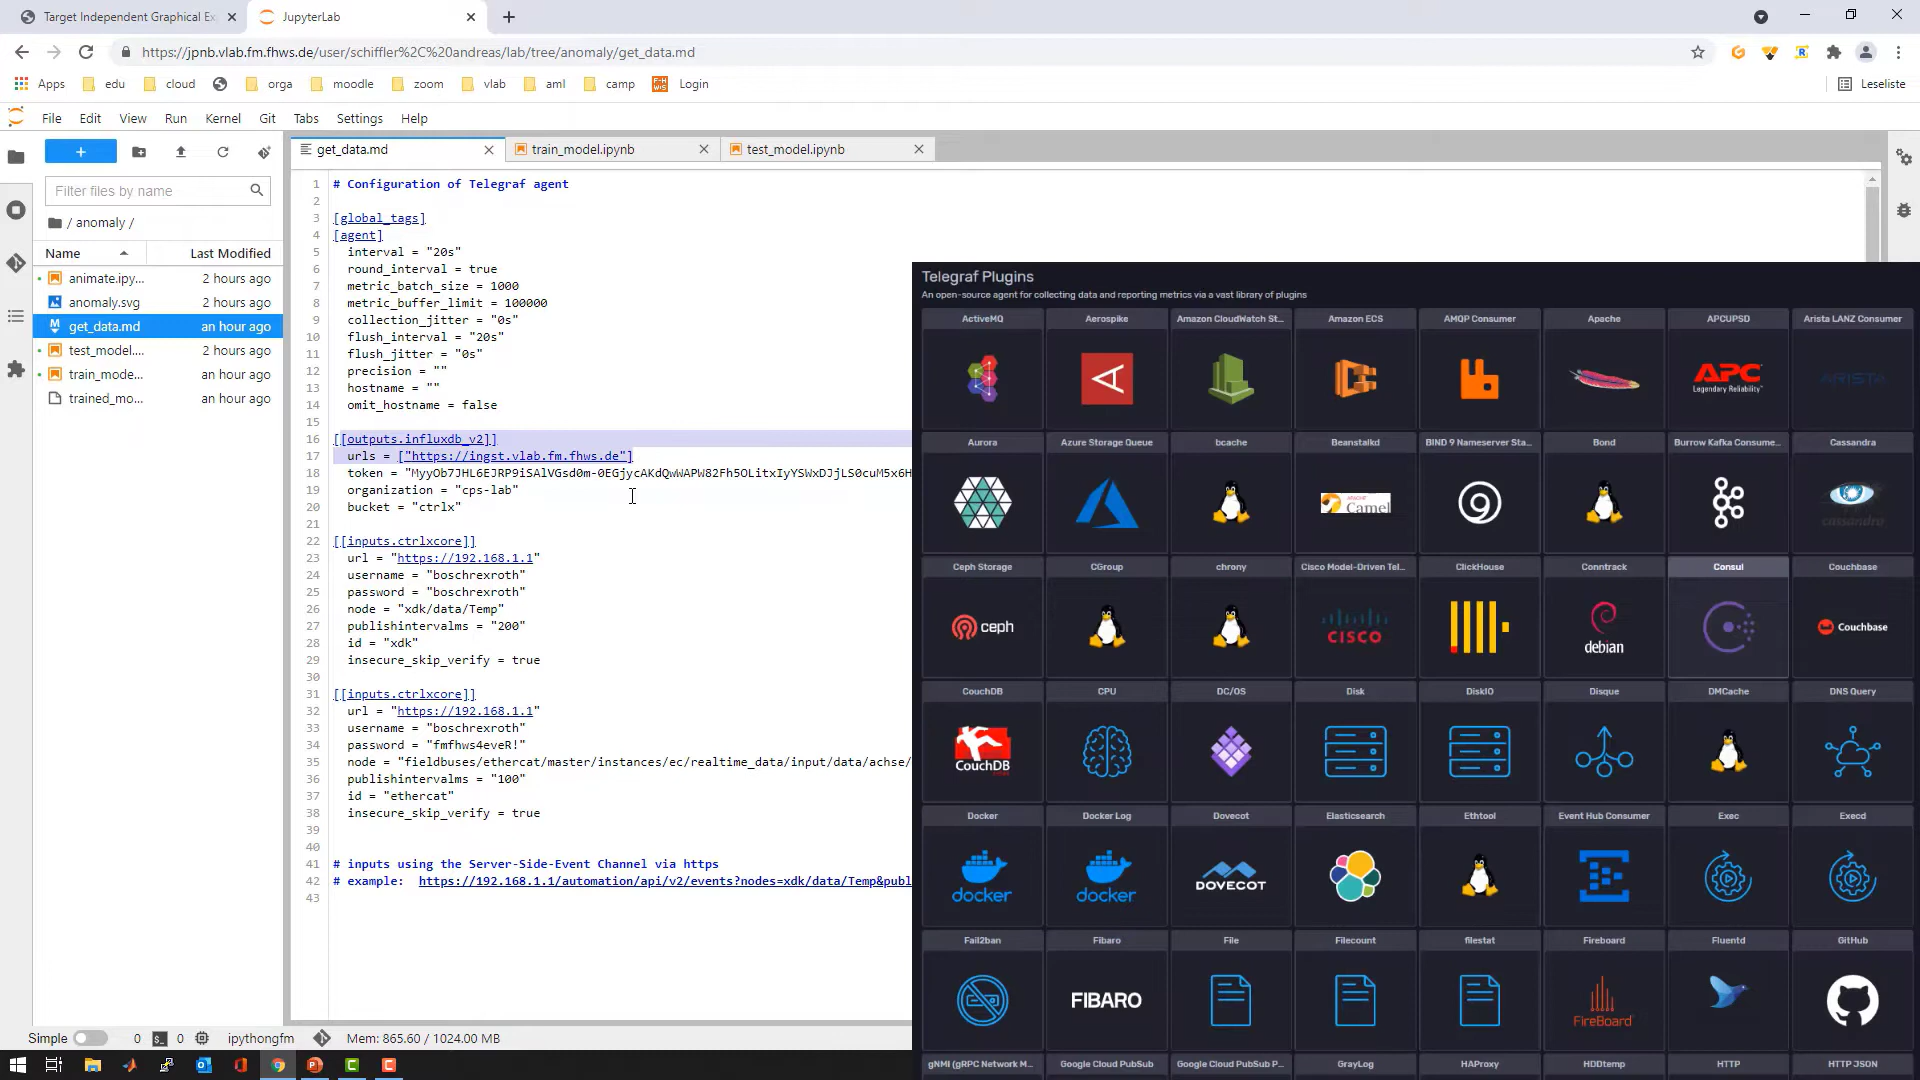 Target Independent Graphical Ex
JupyterLab
https://jpnb.vlab.fm.fhws.de/user/schiffler%2C%20andreas/lab/tree/anomaly/get_data.md
Apps
edu
cloud
orga
moodle
zoom
vlab
aml
camp
Login
Leseliste
File
Edit
View
Run
Kernel
Git
Tabs
Settings
Help
get_data.md
train_model.ipynb
test_model.ipynb
Filter files by name
/ anomaly /
Name
Last Modified
animate.ipy...
2 hours ago
anomaly.svg
2 hours ago
get_data.md
an hour ago
test_model....
2 hours ago
train_mode...
an hour ago
trained_mo...
an hour ago
1 # Configuration of Telegraf agent
2
3 [global_tags]
4 [agent]
5 interval = "20s"
6 round_interval = true
7 metric_batch_size = 1000
8 metric_buffer_limit = 100000
9 collection_jitter = "0s"
10 flush_interval = "20s"
11 flush_jitter = "0s"
12 precision = ""
13 hostname = ""
14 omit_hostname = false
15
16 [[outputs.influxdb_v2]]
17 urls = ["https://ingst.vlab.fm.fhws.de"]
18 token =
19 organization = "cps-lab"
20 bucket = "ctrlx"
21
22 [[inputs.ctrlxcore]]
23 url = "https://192.168.1.1"
24 username = "boschrexroth"
25 password = "boschrexroth"
26 node = "xdk/data/Temp"
27 publishintervalms = "200"
28 id = "xdk"
29 insecure_skip_verify = true
30
31 [[inputs.ctrlxcore]]
32 url = "https://192.168.1.1"
33 username = "boschrexroth"
34 password = "fmfhws4eveR!"
35 node = "fieldbuses/ethercat/master/instances/ec/realtime_data/input/data/achse/
36 publishintervalms = "100"
37 id = "ethercat"
38 insecure_skip_verify = true
39
40
41 # inputs using the Server-Side-Event Channel via https
42 # example: https://192.168.1.1/automation/api/v2/events?nodes=xdk/data/Temp&publ
43
Telegraf Plugins
An open-source agent for collecting data and reporting metrics via a vast library of plugins
ActiveMQ
Aerospike
Amazon CloudWatch St...
Amazon ECS
AMQP Consumer
Apache
APCUPSD
Arista LANZ Consumer
APC
Legendary Reliability™
ARISTA
Aurora
Azure Storage Queue
bcache
Beanstalkd
BIND 9 Nameserver Sta...
Bond
Burrow Kafka Consume...
Cassandra
APACHE
Camel
cassandra
Ceph Storage
CGroup
chrony
Cisco Model-Driven Tel...
ClickHouse
Conntrack
Consul
Couchbase
ceph
CISCO
debian
Couchbase
CouchDB
CPU
DC/OS
Disk
DiskIO
Disque
DMCache
DNS Query
CouchDB
Docker
Docker Log
Dovecot
Elasticsearch
Ethtool
Event Hub Consumer
Exec
Execd
docker
docker
DOVECOT
Fail2ban
Fibaro
File
Filecount
filestat
Fireboard
Fluentd
GitHub
FIBARO
FireBoard
gNMI (gRPC Network M...
Google Cloud PubSub
Google Cloud PubSub P...
GrayLog
HAProxy
HDDtemp
HTTP
HTTP JSON
Simple
0
0
ipythongfm
Mem: 865.60 / 1024.00 MB